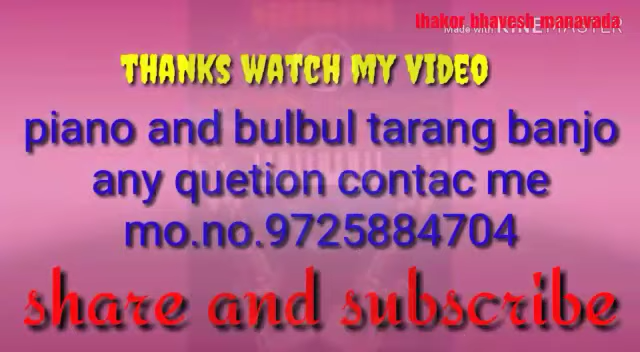 thakor bhavesh manavada
Made with KINEMASTER
THANKS WATCH MY VIDEO
piano and bulbul tarang banjo
any quetion contac me
mo.no.9725884704
share and subscribe